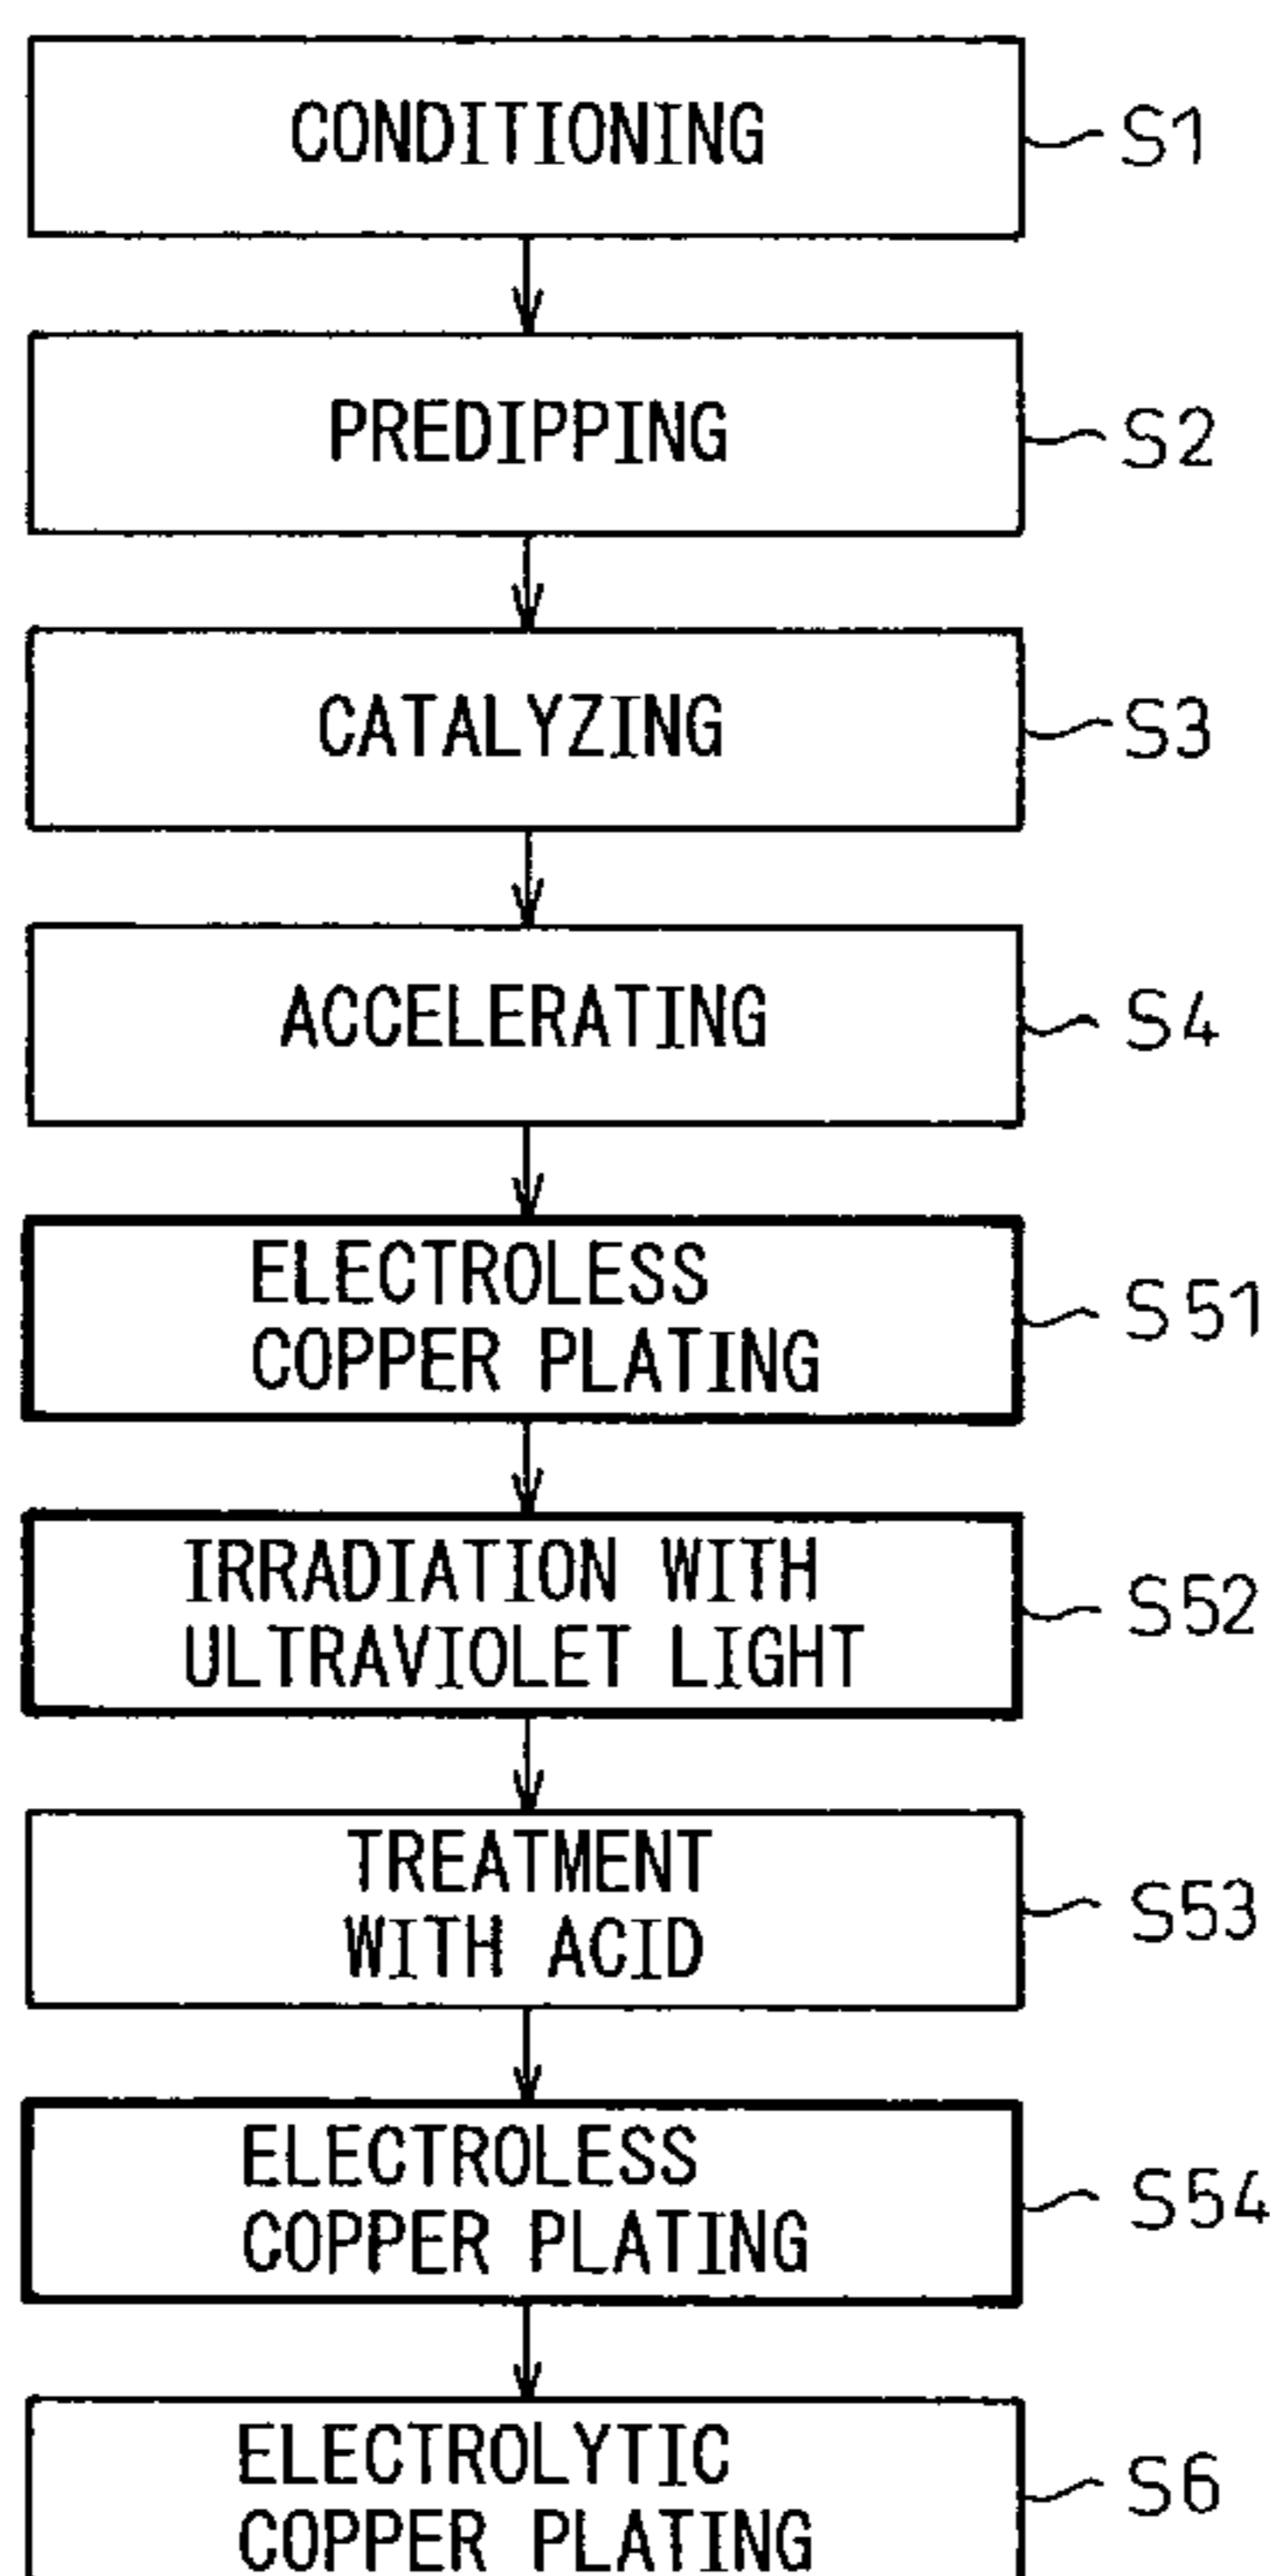 CONDITIONING
S1
PREDIPPING
S2
CATALYZING
S3
ACCELERATING
S4
ELECTROLESS
COPPER PLATING
S51
IRRADIATION WITH
ULTRAVIOLET LIGHT
S52
TREATMENT
WITH ACID
S53
ELECTROLESS
COPPER PLATING
S54
ELECTROLYTIC
COPPER PLATING
S6